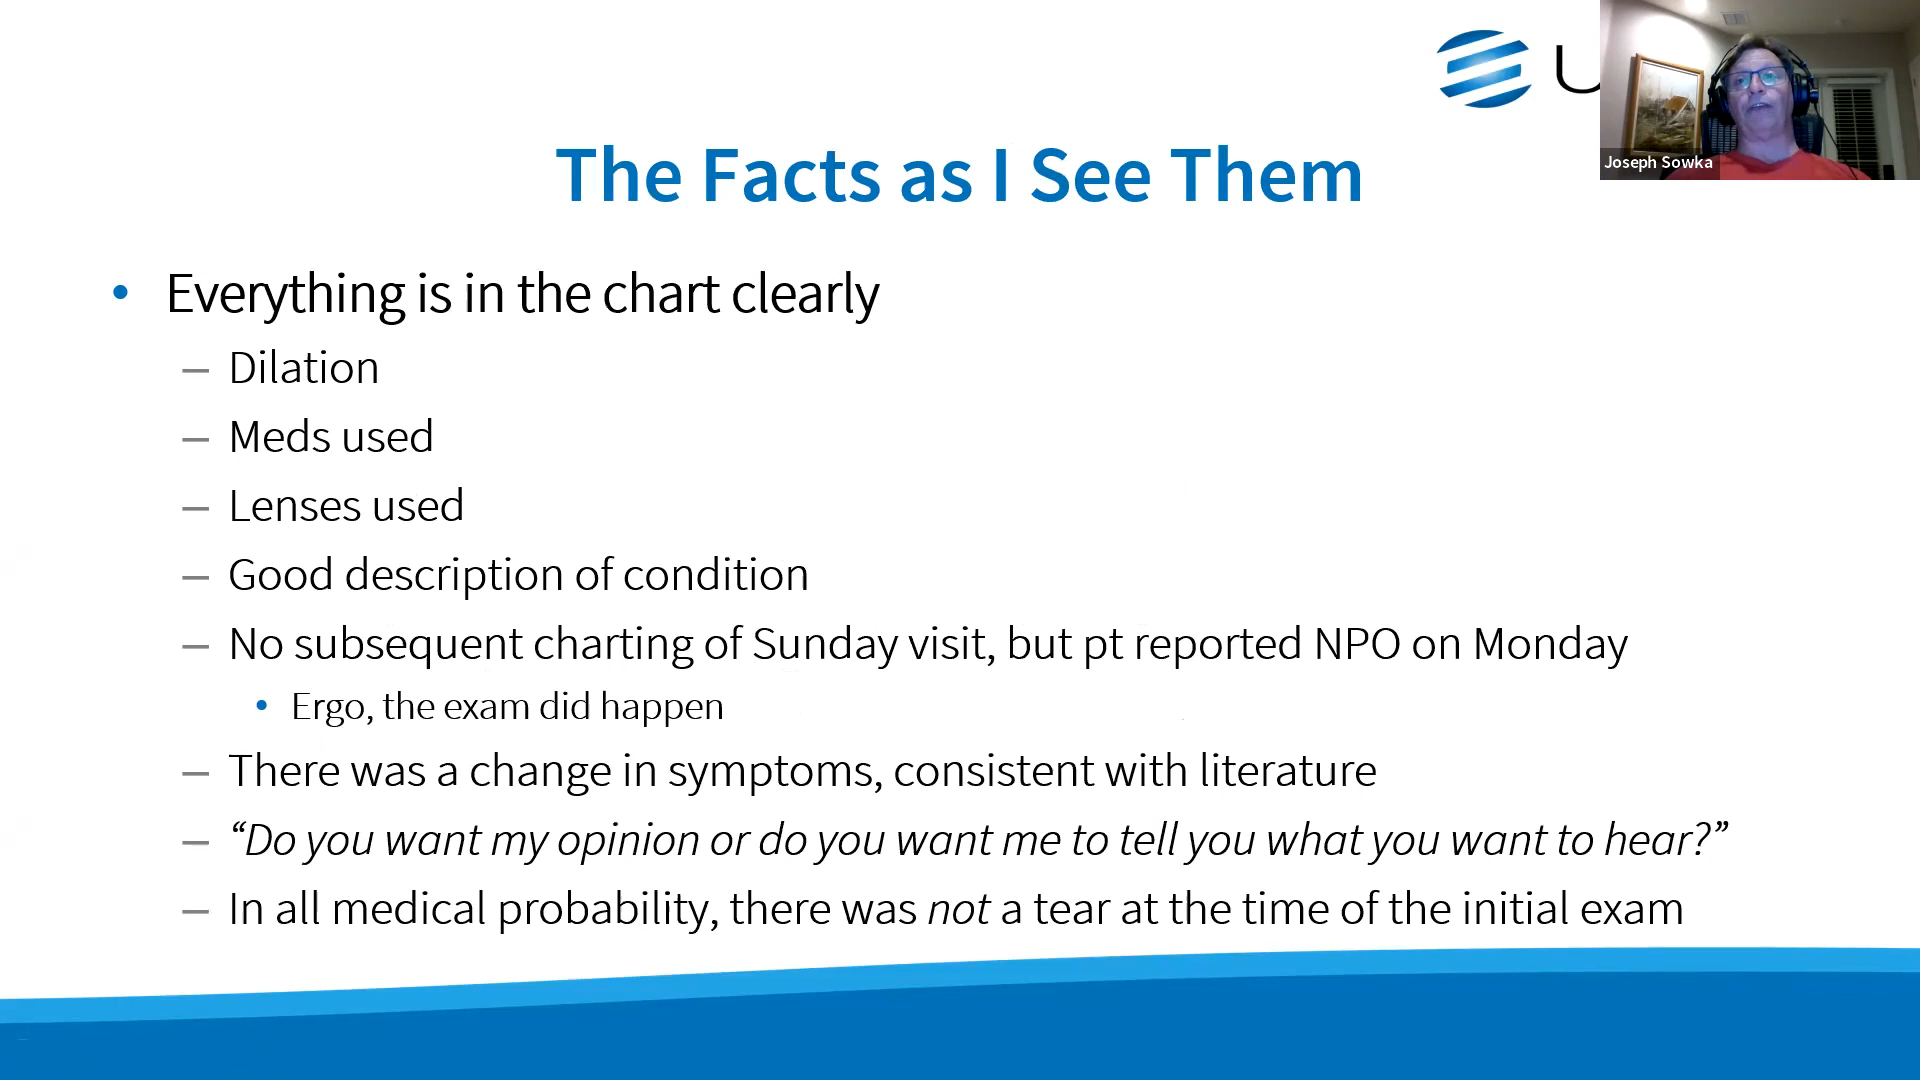 U
Joseph Sowka
The Facts as I See Them
• Everything is in the chart clearly
– Dilation
– Meds used
– Lenses used
– Good description of condition
– No subsequent charting of Sunday visit, but pt reported NPO on Monday
• Ergo, the exam did happen
– There was a change in symptoms, consistent with literature
– “Do you want my opinion or do you want me to tell you what you want to hear?”
– In all medical probability, there was not a tear at the time of the initial exam